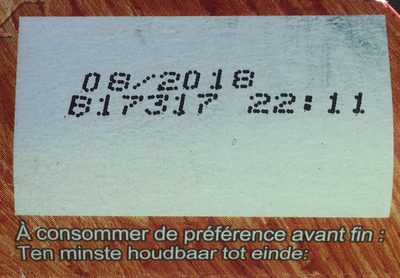 08/2018
B17317 22:11
À consommer de préférence avant fin :
Ten minste houdbaar tot einde: